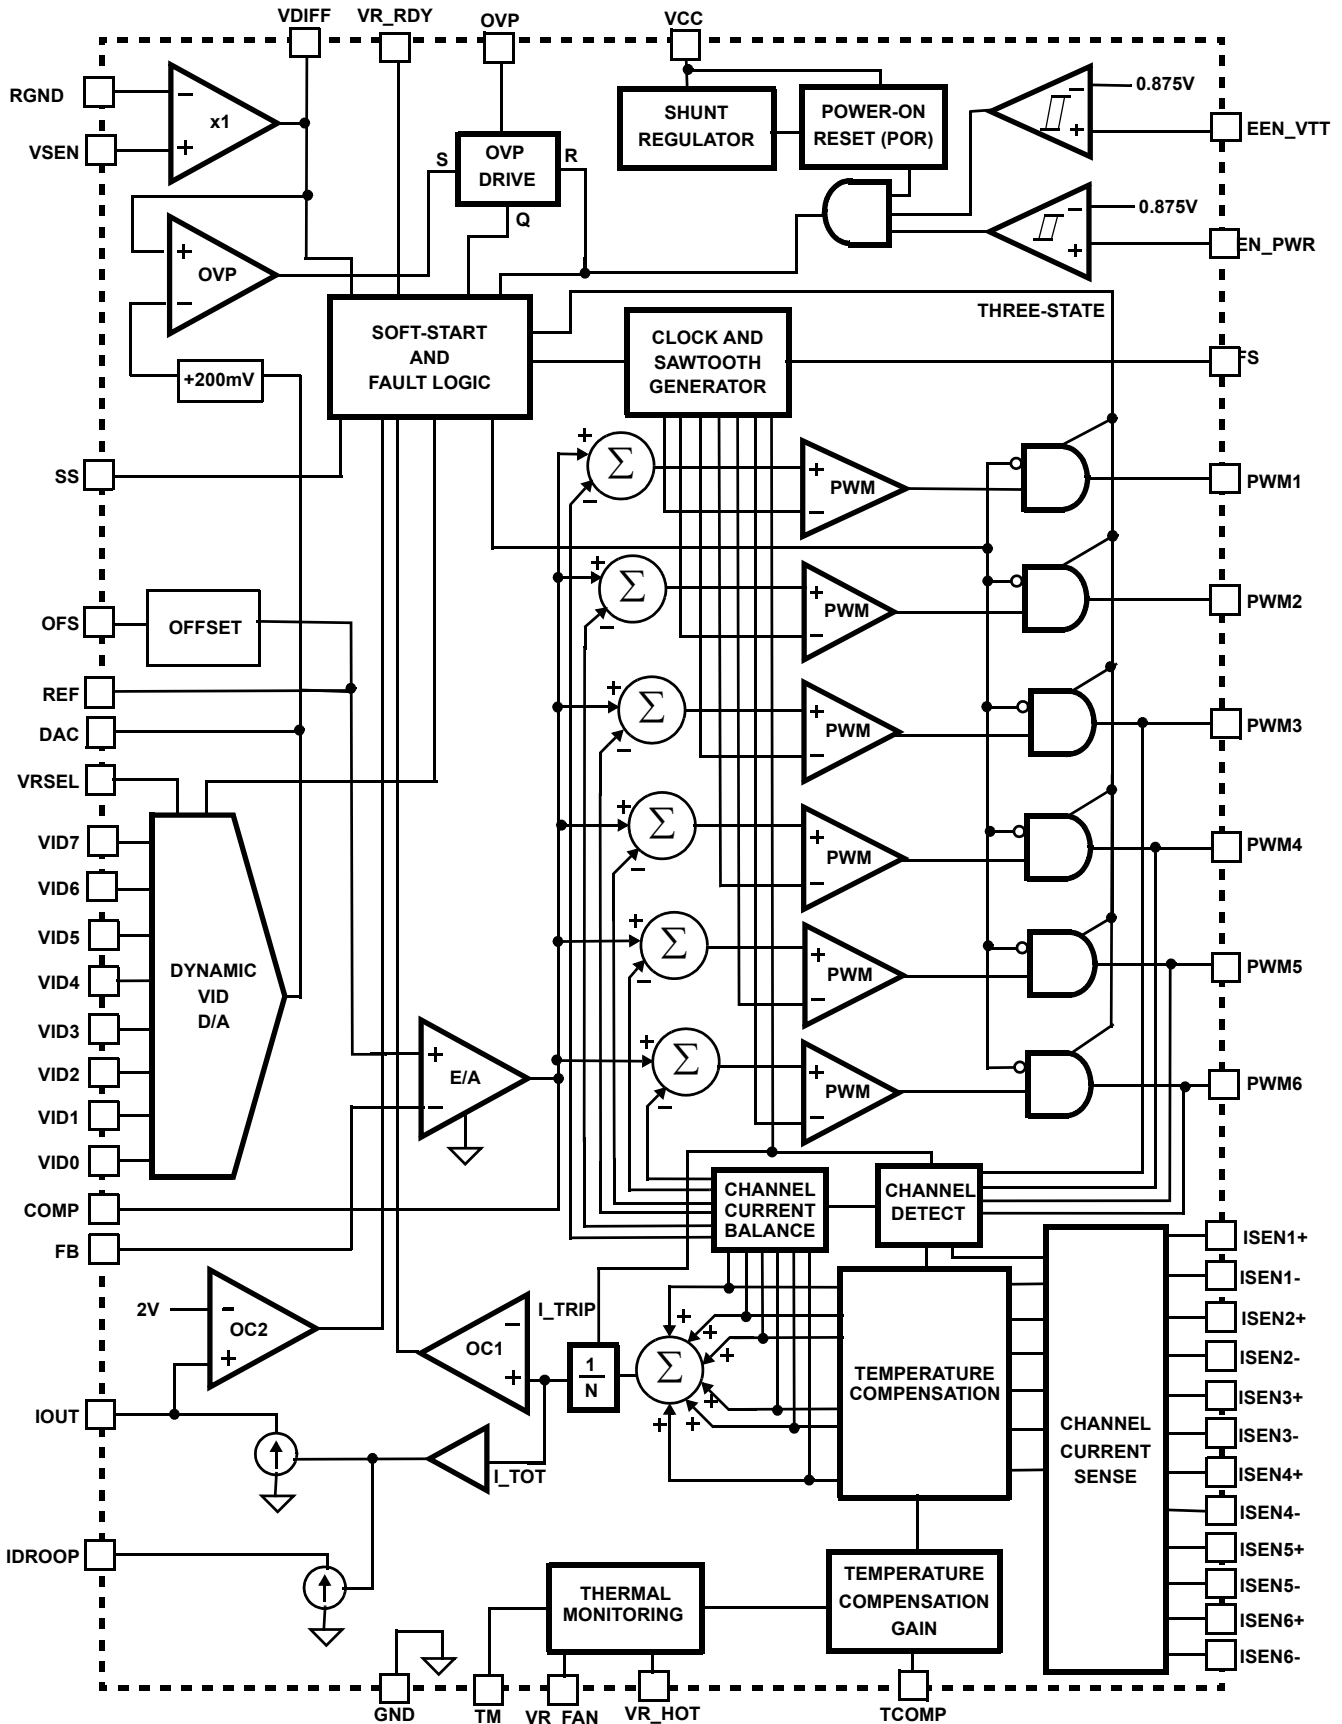 VDIFF
VR_RDY
OVP
VCC
RGND
VSEN
−
+
x1
S
OVP
DRIVE
R
Q
SHUNT
REGULATOR
POWER-ON
RESET (POR)
−
+
0.875V
EEN_VTT
−
+
0.875V
EN_PWR
+
−
OVP
+200mV
SOFT-START
AND
FAULT LOGIC
CLOCK AND
SAWTOOTH
GENERATOR
THREE-STATE
FS
SS
+
−
Σ
+
−
PWM
PWM1
OFS
OFFSET
+
−
Σ
+
−
PWM
PWM2
REF
DAC
+
−
Σ
+
−
PWM
PWM3
VRSEL
VID7
VID6
VID5
VID4
VID3
VID2
VID1
VID0
DYNAMIC
VID
D/A
+
−
Σ
+
−
PWM
PWM4
+
−
Σ
+
−
PWM
PWM5
+
−
E/A
+
−
Σ
+
−
PWM
PWM6
COMP
FB
CHANNEL
CURRENT
BALANCE
CHANNEL
DETECT
2V
−
+
OC2
−
+
OC1
I_TRIP
1
N
Σ
+
+
+
+
+
+
TEMPERATURE
COMPENSATION
CHANNEL
CURRENT
SENSE
ISEN1+
ISEN1-
ISEN2+
ISEN2-
ISEN3+
ISEN3-
ISEN4+
ISEN4-
ISEN5+
ISEN5-
ISEN6+
ISEN6-
IOUT
I_TOT
IDROOP
THERMAL
MONITORING
TEMPERATURE
COMPENSATION
GAIN
GND
TM
VR_FAN
VR_HOT
TCOMP